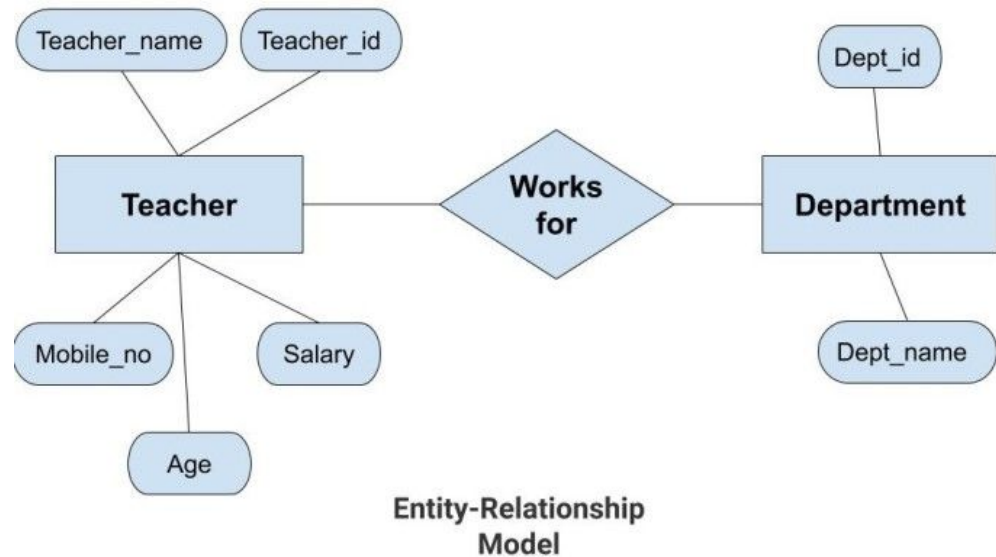 Teacher_name
Teacher_id
Dept_id
Teacher
Works
for
Department
Mobile_no
Salary
Dept_name
Age
Entity-Relationship
Model